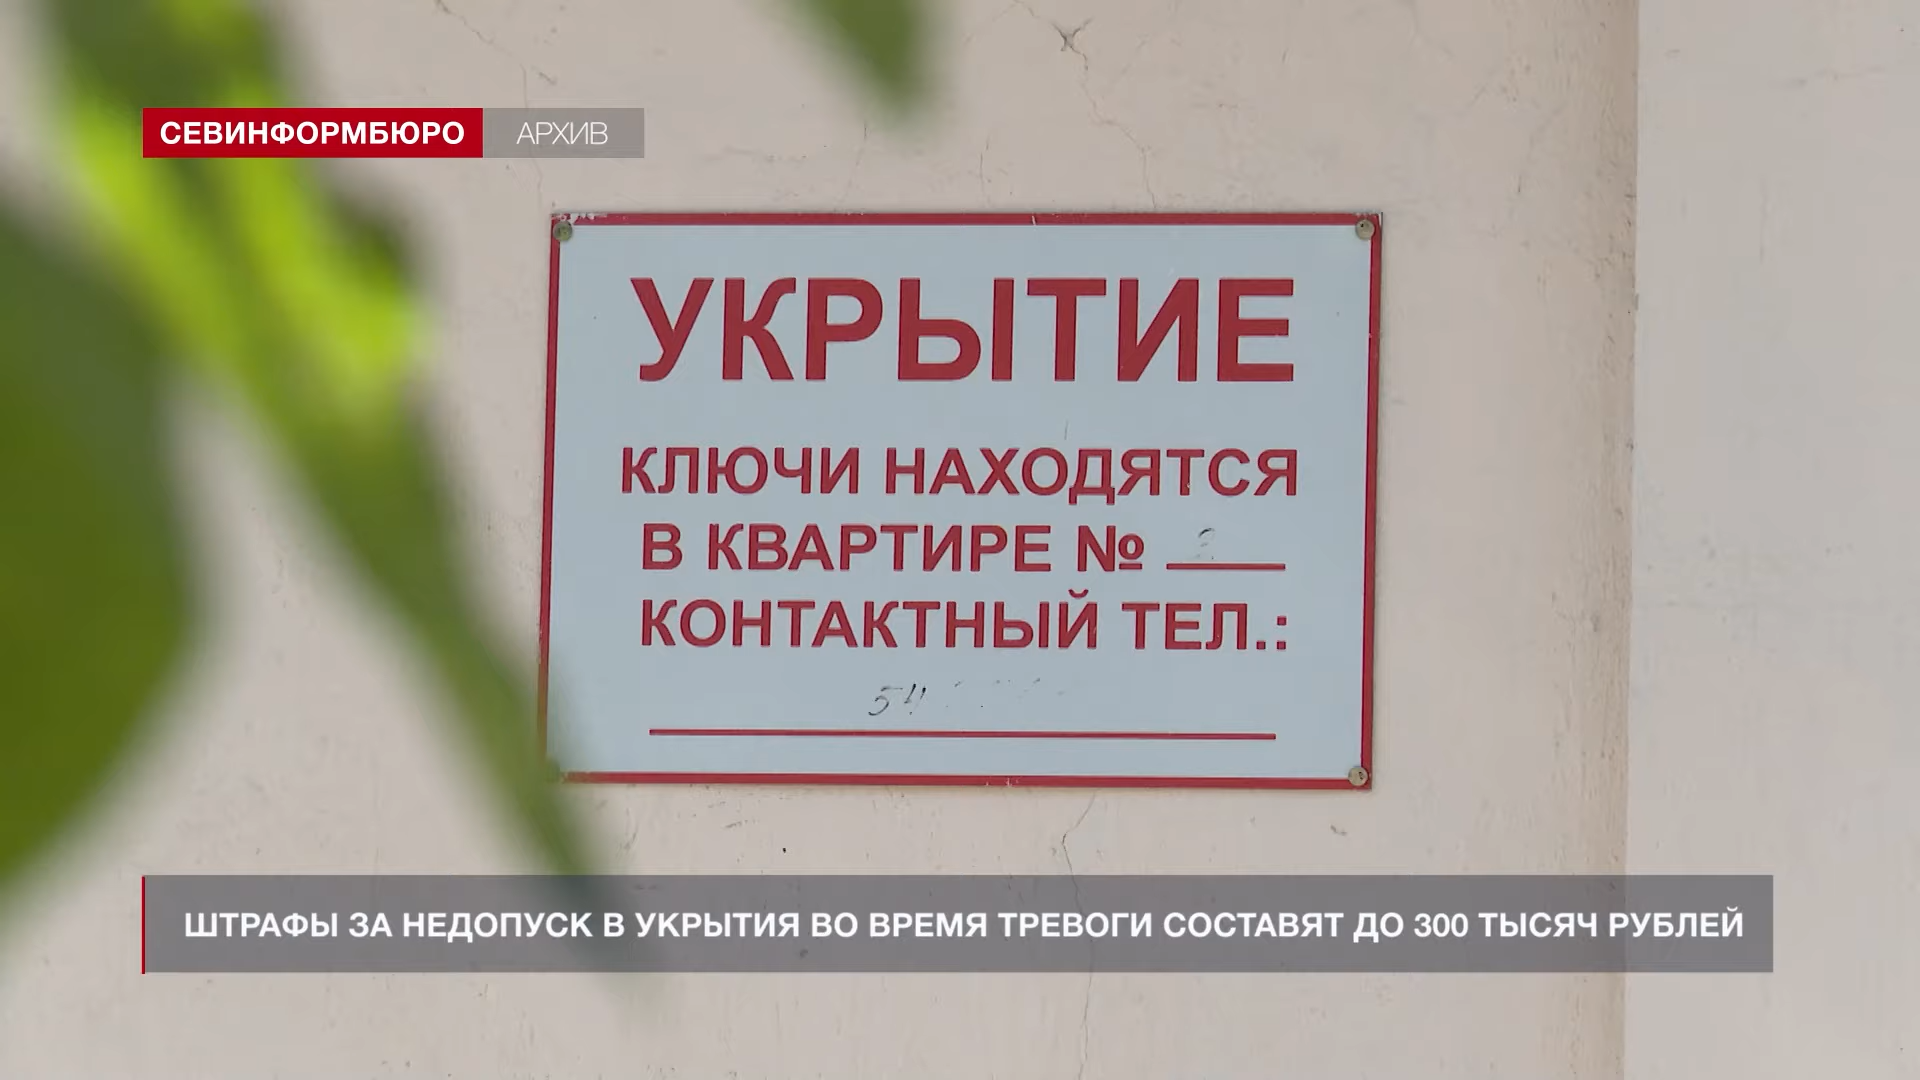 СЕВИНФОРМБЮРО АРХИВ
УКРЫТИЕ
КЛЮЧИ НАХОДЯТСЯ
В КВАРТИРЕ №
КОНТАКТНЫЙ ТЕЛ.:
54
ШТРАФЫ ЗА НЕДОПУСК В УКРЫТИЯ ВО ВРЕМЯ ТРЕВОГИ СОСТАВЯТ ДО 300 ТЫСЯЧ РУБЛЕЙ